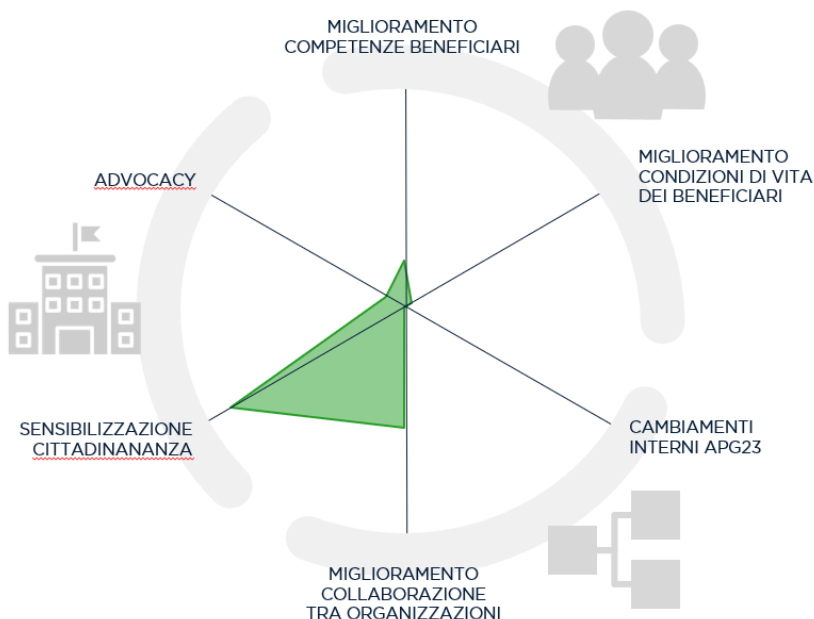 MIGLIORAMENTO
COMPETENZE BENEFICIARI
MIGLIORAMENTO
CONDIZIONI DI VITA
DEI BENEFICIARI
ADVOCACY
SENSIBILIZZAZIONE
CITTADINANANZA
CAMBIAMENTI
INTERNI APG23
MIGLIORAMENTO
COLLABORAZIONE
TRA ORGANIZZAZIONI